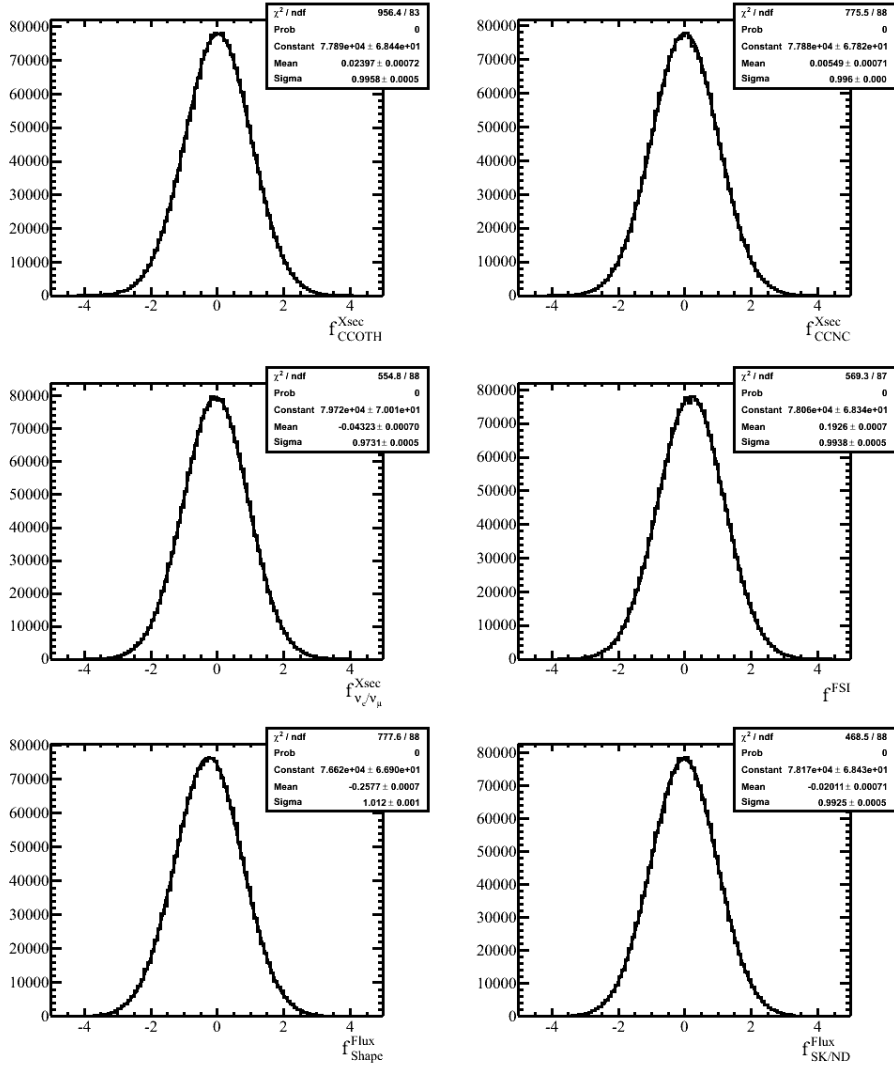 χ² / ndf 956.4 / 83
Prob 0
Constant 7.789e+04 ± 6.844e+01
Mean 0.02397 ± 0.00072
Sigma 0.9958 ± 0.0005
80000
70000
60000
50000
40000
30000
20000
10000
0
-4 -2 0 2 4
f Xsec CCOTH
χ² / ndf 775.5 / 88
Prob 0
Constant 7.788e+04 ± 6.782e+01
Mean 0.00549 ± 0.00071
Sigma 0.996 ± 0.000
80000
70000
60000
50000
40000
30000
20000
10000
0
-4 -2 0 2 4
f Xsec CCNC
χ² / ndf 554.8 / 88
Prob 0
Constant 7.972e+04 ± 7.001e+01
Mean -0.04323 ± 0.00070
Sigma 0.9731 ± 0.0005
80000
70000
60000
50000
40000
30000
20000
10000
0
-4 -2 0 2 4
f Xsec νe/νμ
χ² / ndf 569.3 / 87
Prob 0
Constant 7.806e+04 ± 6.834e+01
Mean 0.1926 ± 0.0007
Sigma 0.9938 ± 0.0005
80000
70000
60000
50000
40000
30000
20000
10000
0
-4 -2 0 2 4
f FSI
χ² / ndf 777.6 / 88
Prob 0
Constant 7.662e+04 ± 6.690e+01
Mean -0.2577 ± 0.0007
Sigma 1.012 ± 0.001
80000
70000
60000
50000
40000
30000
20000
10000
0
-4 -2 0 2 4
f Flux Shape
χ² / ndf 468.5 / 88
Prob 0
Constant 7.817e+04 ± 6.843e+01
Mean -0.02011 ± 0.00071
Sigma 0.9925 ± 0.0005
80000
70000
60000
50000
40000
30000
20000
10000
0
-4 -2 0 2 4
f Flux SK/ND